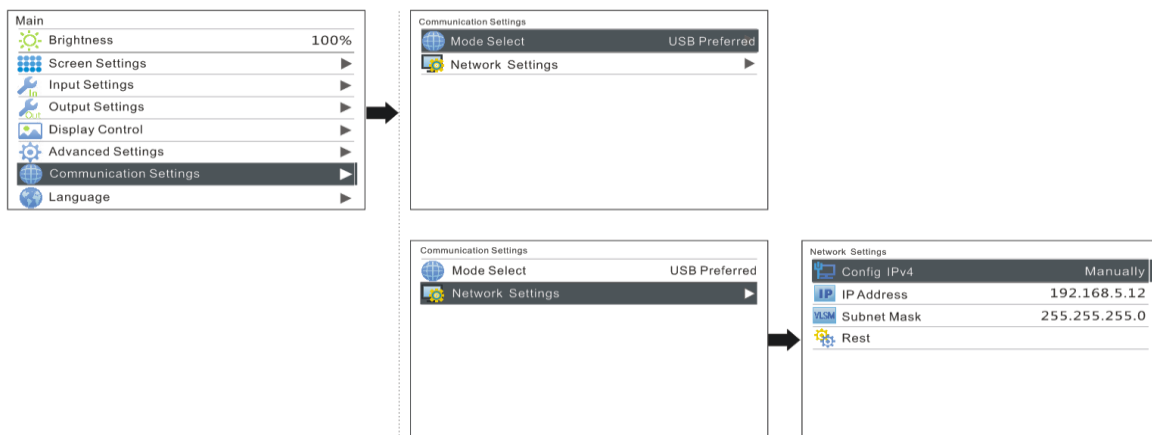 Main
Brightness 100%
Screen Settings
Input Settings
In
Output Settings
Out
Display Control
Advanced Settings
Communication Settings
Language
Communication Settings
Mode Select USB Preferred
Network Settings
Communication Settings
Mode Select USB Preferred
Network Settings
Network Settings
Config IPv4 Manually
IP IP Address 192.168.5.12
VLSM Subnet Mask 255.255.255.0
Rest